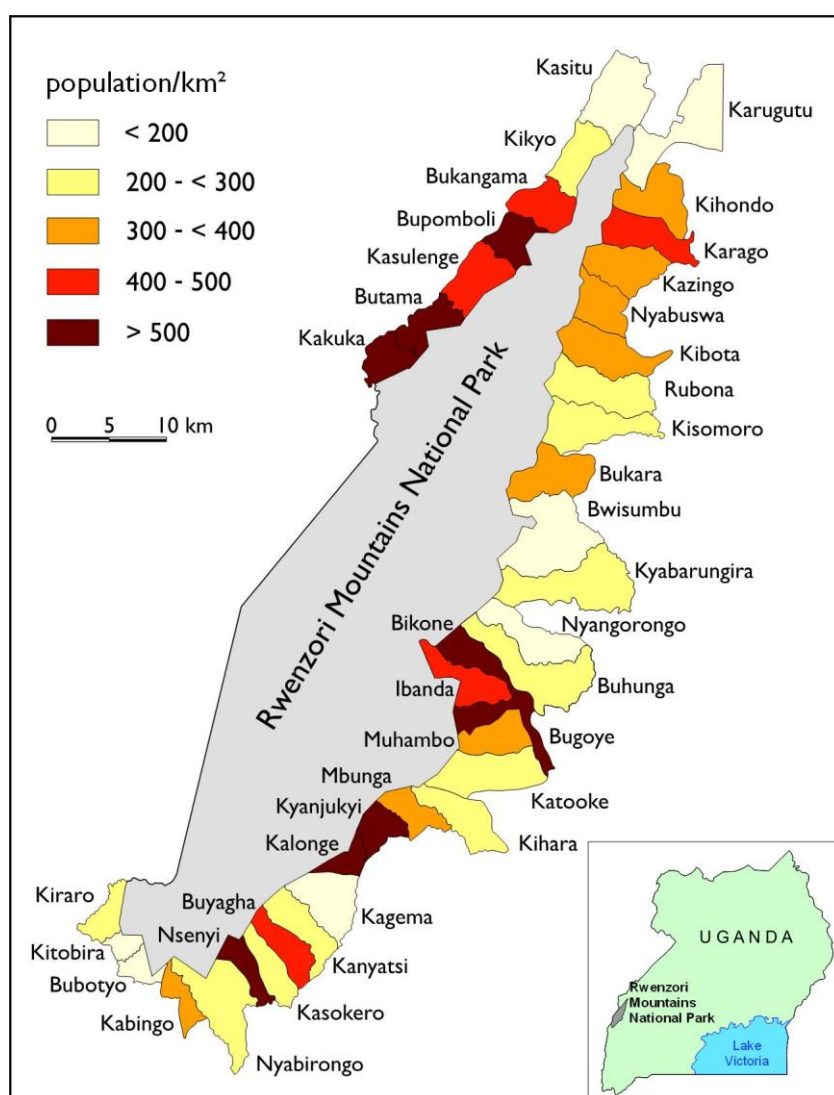 population/km²
< 200
200 - < 300
300 - < 400
400 - 500
> 500
0 5 10 km
Kasitu
Karugutu
Kikyo
Bukangama
Kihondo
Bupomboli
Karago
Kasulenge
Kazingo
Butama
Nyabuswa
Kakuka
Kibota
Rubona
Kisomoro
Rwenzori Mountains National Park
Bukara
Bwisumbu
Kyabarungira
Bikone
Nyangorongo
Ibanda
Buhunga
Muhambo
Bugoye
Mbunga
Katooke
Kyanjukyi
Kihara
Kalonge
Kiraro
Buyagha
Kagema
Nsenyi
Kitobira
Kanyatsi
Bubotyo
Kasokero
Kabingo
Nyabirongo
UGANDA
Rwenzori
Mountains
National Park
Lake
Victoria